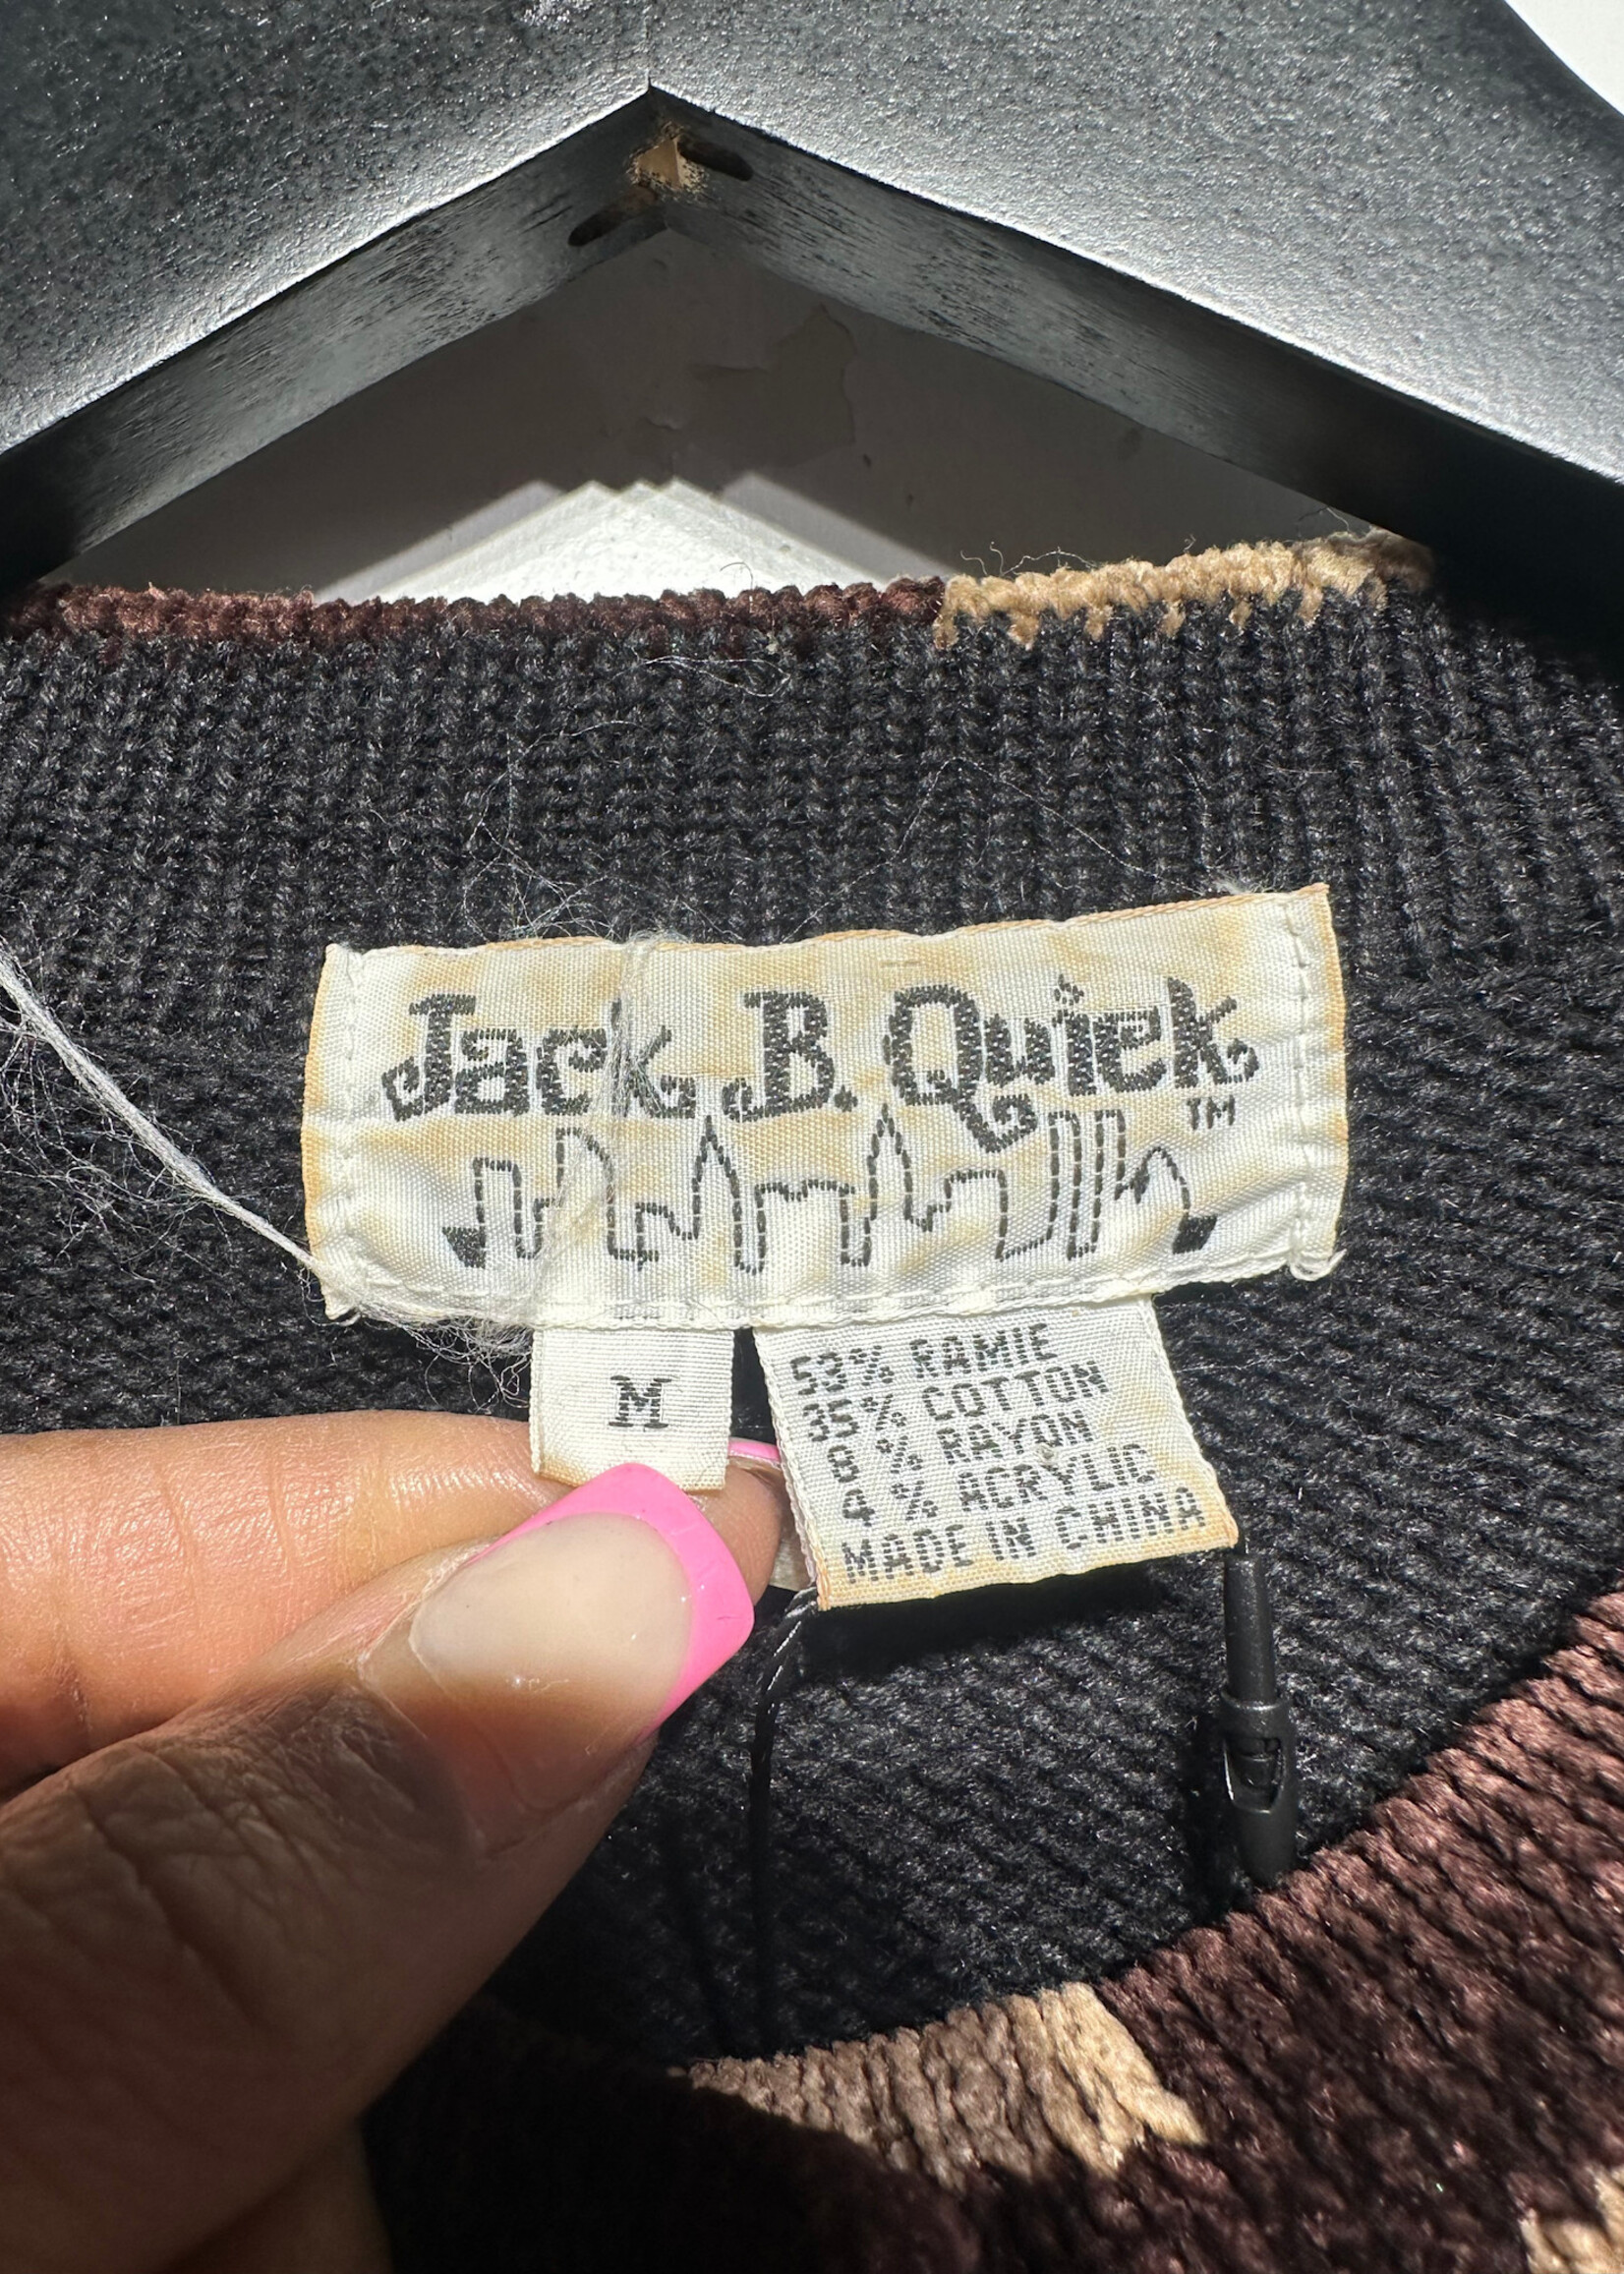 Jack B. Quick
TM
M
53% RAMIE
35% COTTON
8 % RAYON
4 % ACRYLIC
MADE IN CHINA